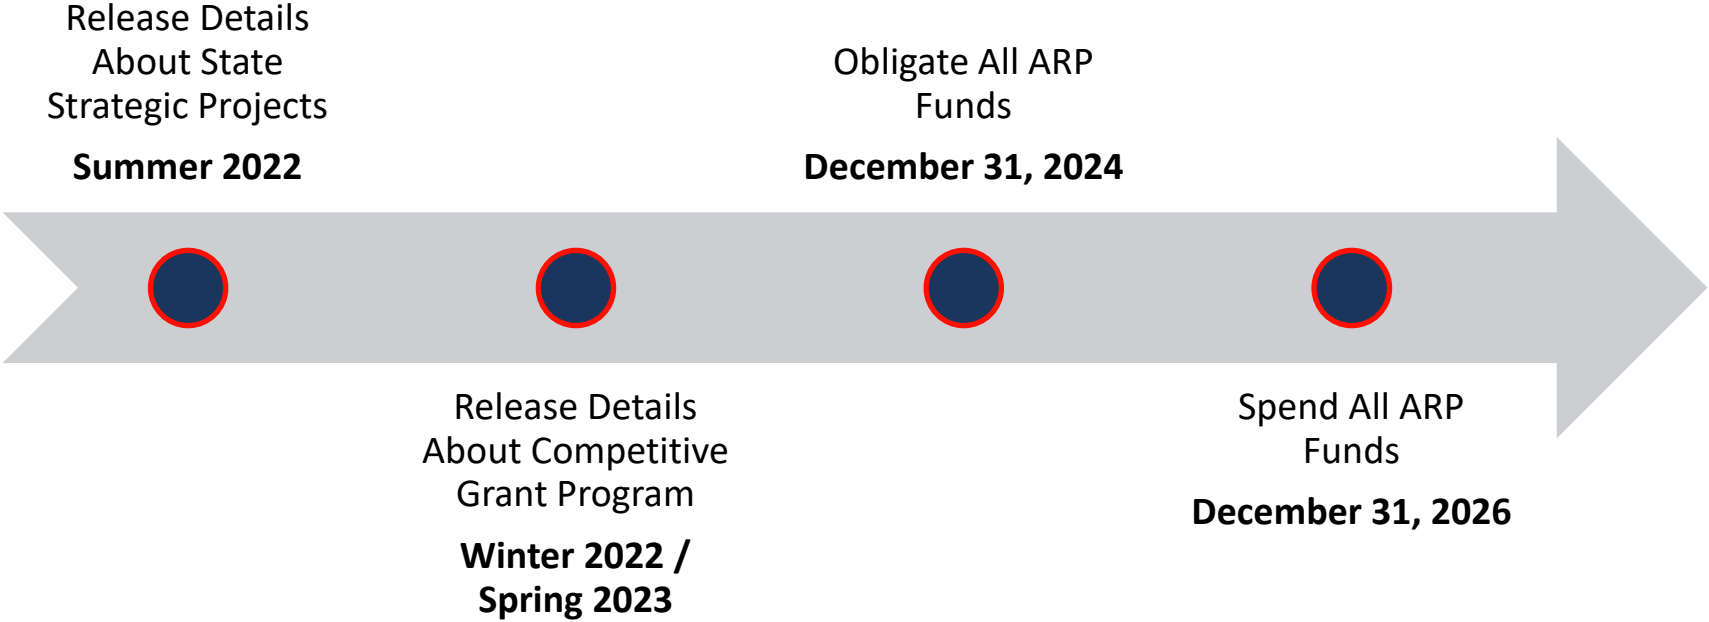 Release Details
About State
Strategic Projects
Summer 2022
Release Details
About Competitive
Grant Program
Winter 2022 /
Spring 2023
Obligate All ARP
Funds
December 31, 2024
Spend All ARP
Funds
December 31, 2026